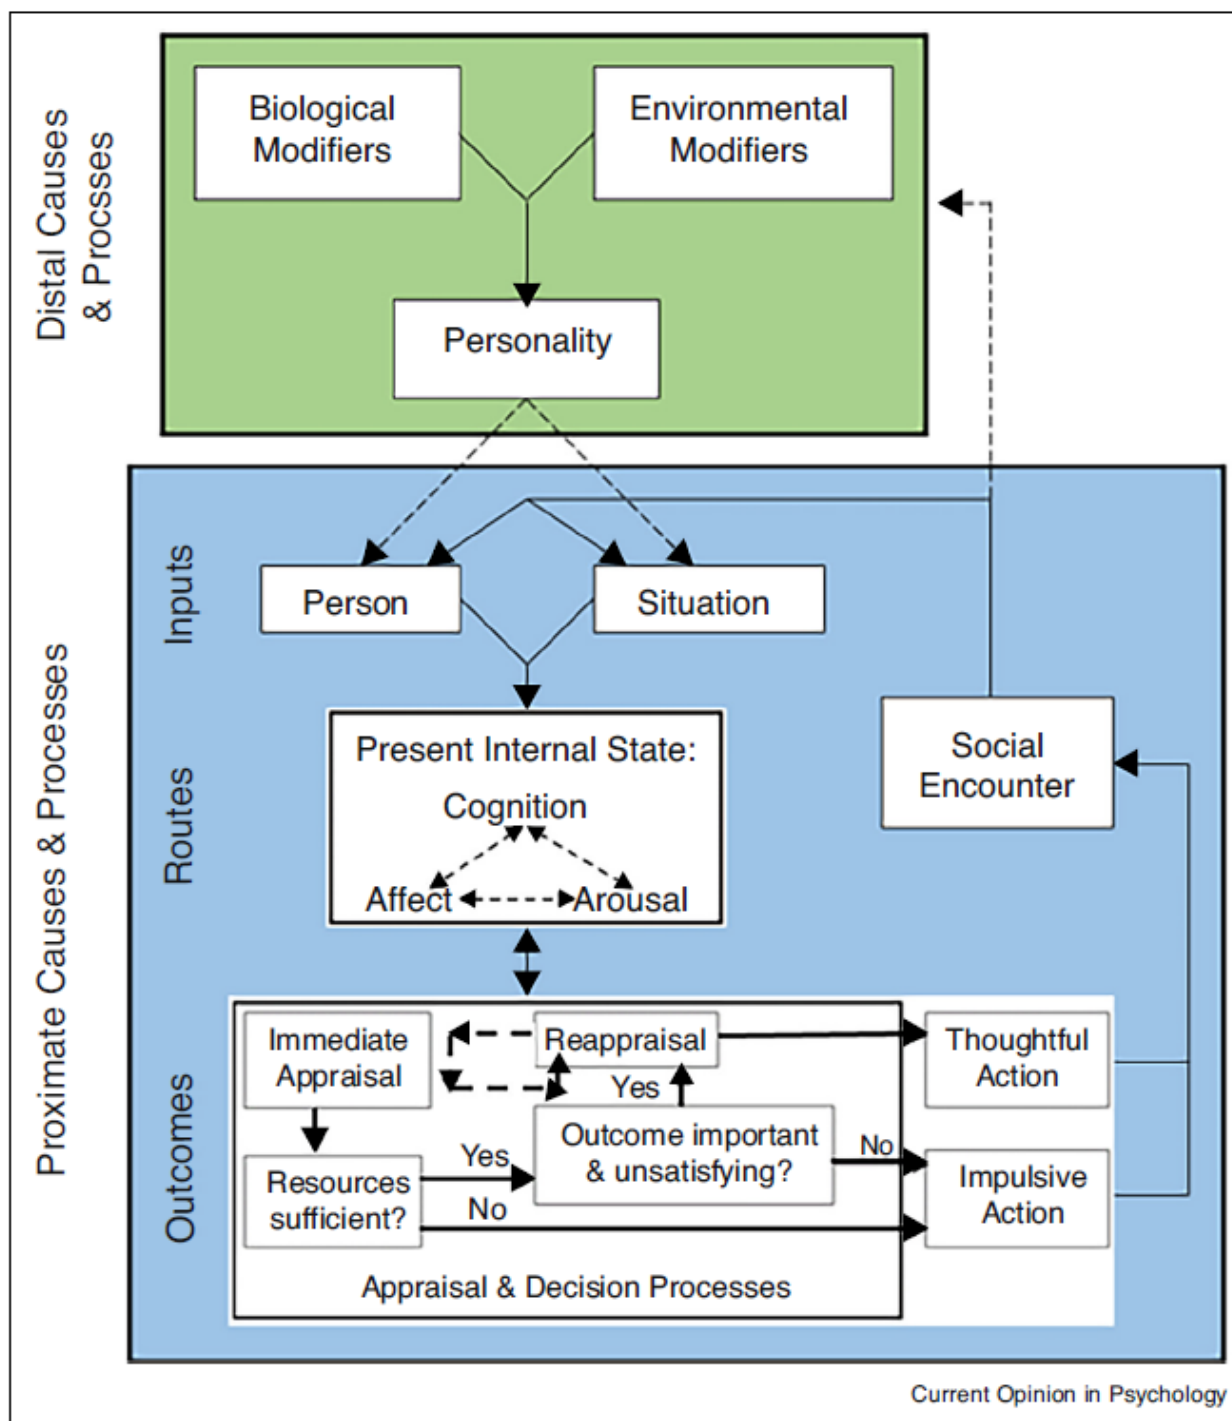 Distal Causes
& Procsses
Biological
Modifiers
Environmental
Modifiers
Personality
Proximate Causes & Processes
Inputs
Person
Situation
Routes
Present Internal State:
Cognition
Affect
Arousal
Social
Encounter
Outcomes
Immediate
Appraisal
Reappraisal
Thoughtful
Action
Yes
Outcome important
& unsatisfying?
No
Yes
Resources
sufficient?
No
Impulsive
Action
Appraisal & Decision Processes
Current Opinion in Psychology